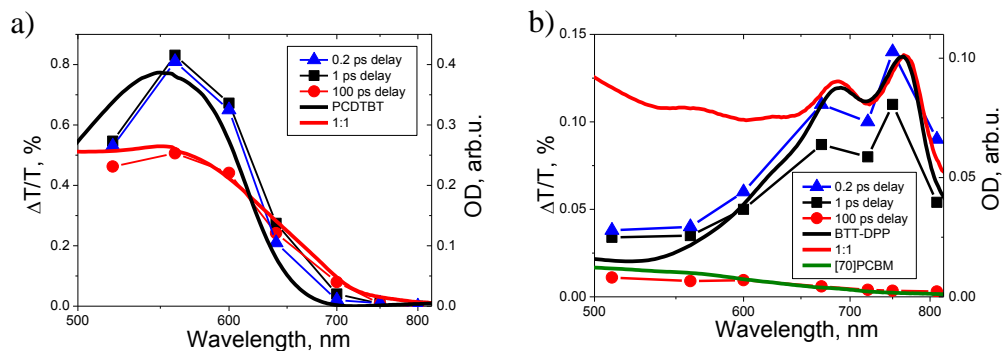 a)
0.8
0.6
0.4
0.2
0.0
ΔT/T, %
0.2 ps delay
1 ps delay
100 ps delay
PCDTBT
1:1
0.4
0.3
0.2
0.1
0.0
OD, arb.u.
500
600
700
800
Wavelength, nm
b)
0.15
0.10
0.05
0.00
ΔT/T, %
0.2 ps delay
1 ps delay
100 ps delay
BTT-DPP
1:1
[70]PCBM
0.10
0.05
0.00
OD, arb.u.
500
600
700
800
Wavelength, nm